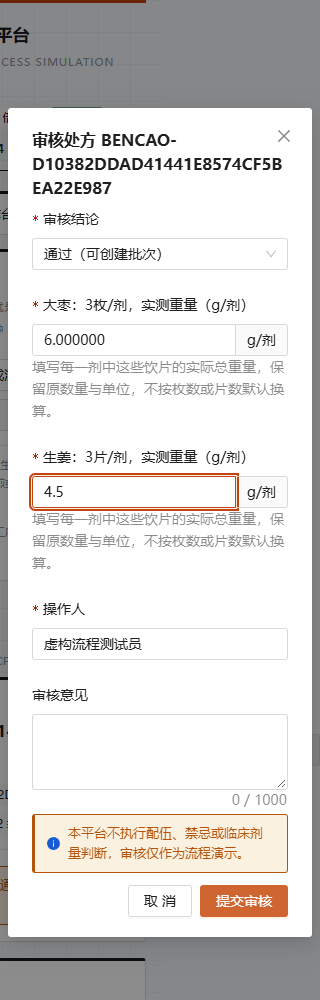 平台
CESS SIMULATION
审核处方 BENCAO-
D10382DDAD41441E8574CF5B
EA22E987
* 审核结论
通过（可创建批次）
* 大枣：3枚/剂，实测重量（g/剂）
6.000000
g/剂
填写每一剂中这些饮片的实际总重量，保
留原数量与单位，不按枚数或片数默认换
算。
* 生姜：3片/剂，实测重量（g/剂）
4.5
g/剂
填写每一剂中这些饮片的实际总重量，保
留原数量与单位，不按枚数或片数默认换
算。
* 操作人
虚构流程测试员
审核意见
0 / 1000
本平台不执行配伍、禁忌或临床剂
量判断，审核仅作为流程演示。
取 消
提交审核